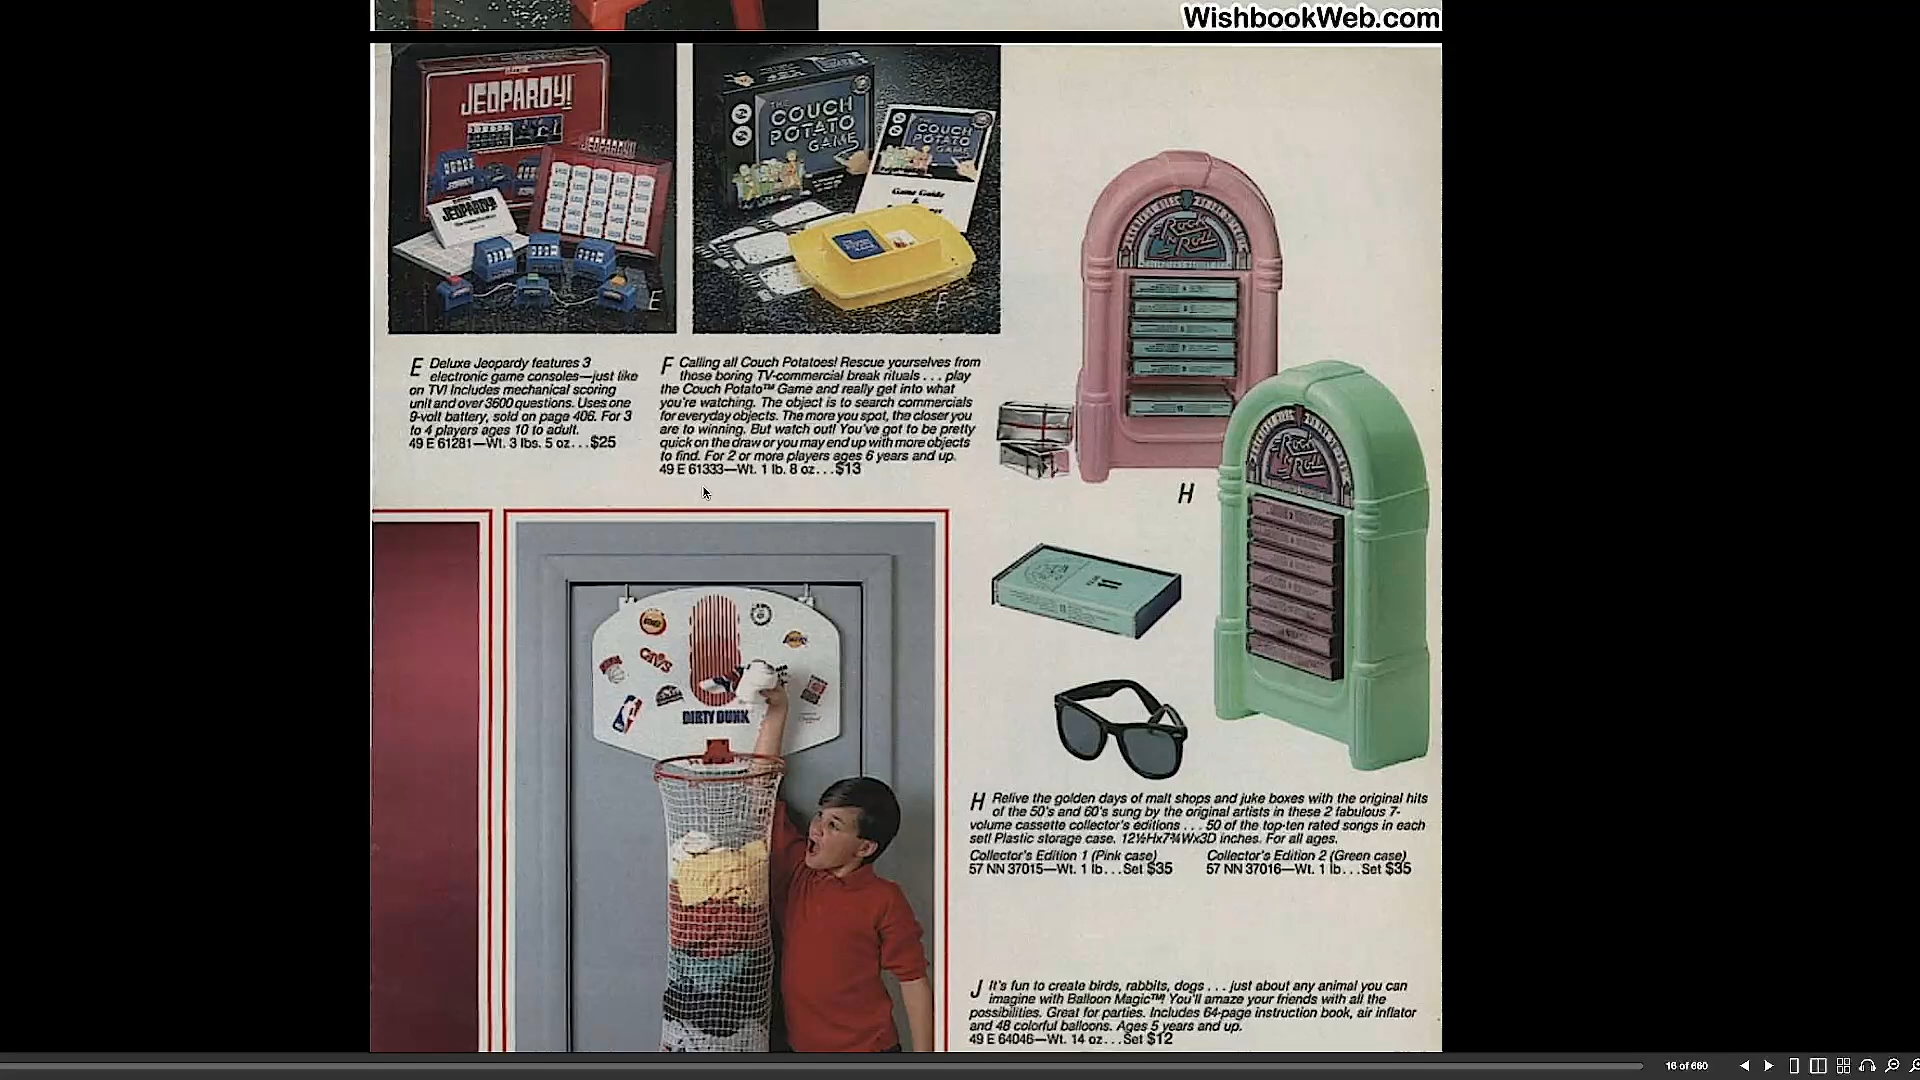 WishbookWeb.com
JEOPARDY!
JEOPARDY!
JEOPARDY!
THE
COUCH
POTATO
GAME
COUCH
POTATO
GAME
Game Guide
&
E
F
Rock
Roll
E Deluxe Jeopardy features 3
electronic game consoles—just like
on TV! Includes mechanical scoring
unit and over 3600 questions. Uses one
9-volt battery, sold on page 406. For 3
to 4 players ages 10 to adult.
49 E 61281—Wt. 3 lbs. 5 oz...$25
F Calling all Couch Potatoes! Rescue yourselves from
those boring TV-commercial break rituals . . . play
the Couch Potato™ Game and really get into what
you're watching. The object is to search commercials
for everyday objects. The more you spot, the closer you
are to winning. But watch out! You've got to be pretty
quick on the draw or you may end up with more objects
to find. For 2 or more players ages 6 years and up.
49 E 61333—Wt. 1 lb. 8 oz...$13
H
Rock
Roll
CAVS
DIRTY DUNK
H Relive the golden days of malt shops and juke boxes with the original hits
of the 50's and 60's sung by the original artists in these 2 fabulous 7-
volume cassette collector's editions . . . 50 of the top-ten rated songs in each
set! Plastic storage case. 12½Hx7¾Wx3D inches. For all ages.
Collector's Edition 1 (Pink case)
57 NN 37015—Wt. 1 lb...Set $35
Collector's Edition 2 (Green case)
57 NN 37016—Wt. 1 lb...Set $35
J It's fun to create birds, rabbits, dogs . . . just about any animal you can
imagine with Balloon Magic™! You'll amaze your friends with all the
possibilities. Great for parties. Includes 64-page instruction book, air inflator
and 48 colorful balloons. Ages 5 years and up.
49 E 64046—Wt. 14 oz...Set $12
16 of 660